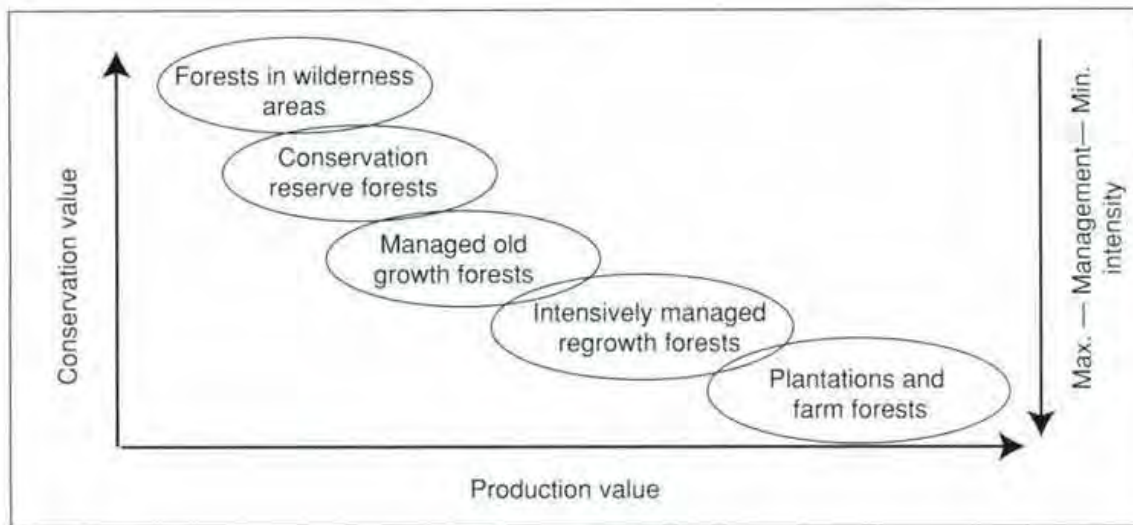 Forests in wilderness
areas
Conservation
reserve forests
Managed old
growth forests
Intensively managed
regrowth forests
Plantations and
farm forests
Conservation value
Production value
Max. — Management— Min.
intensity